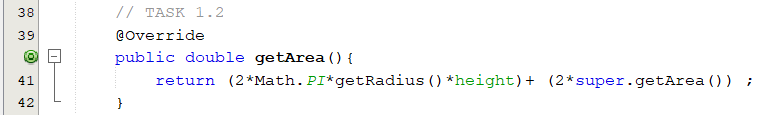 38 // TASK 1.2
39 @Override
public double getArea(){
41 return (2*Math.PI*getRadius()*height)+ (2*super.getArea()) ;
42 }